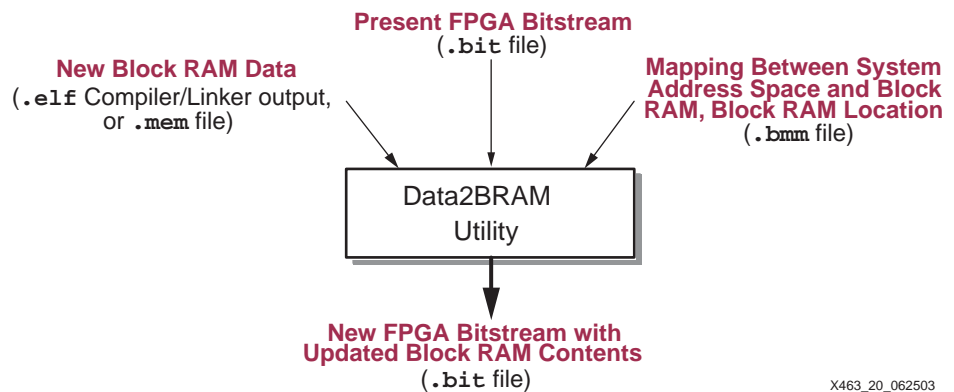 Present FPGA Bitstream
(.bit file)
New Block RAM Data
(.elf Compiler/Linker output,
or .mem file)
Mapping Between System
Address Space and Block
RAM, Block RAM Location
(.bmm file)
Data2BRAM
Utility
New FPGA Bitstream with
Updated Block RAM Contents
(.bit file)
X463_20_062503